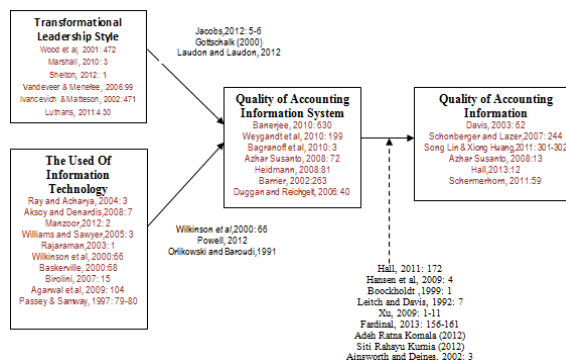 Transformational
Leadership Style
Wood et al, 2001: 472
Marshall, 2010: 3
Shelton, 2012: 1
Vandeveer & Menefee, 2006:99
Ivancevich & Matteson, 2002:471
Luthans, 2011:430
Jacobs,2012: 5-6
Gottschalk (2000)
Laudon and Laudon, 2012
The Used Of
Information
Technology
Ray and Acharya, 2004: 3
Aksoy and Denardis, 2008: 7
Manzoor,2012: 2
Williams and Sawyer,2005: 3
Rajaraman, 2003: 1
Wilkinson et al, 2000:66
Baskerville, 2000:68
Birolini, 2007: 15
Agarwal et al, 2009: 104
Passey & Samway, 1997: 79-80
Wilkinson et al,2000: 66
Powell, 2012
Orlikowski and Baroudi,1991
Quality of Accounting
Information System
Banerjee, 2010: 630
Weygandt et al, 2010: 199
Bagranoff et al, 2010: 3
Azhar Susanto, 2008: 72
Heidmann, 2008:81
Barrier, 2002:263
Duggan and Reichgelt, 2006: 40
Quality of Accounting
Information
Davis, 2003: 62
Schonberger and Lazer, 2007: 244
Song Lin & Xiong Huang,2011: 301-302
Azhar Susanto, 2008:13
Hall,2013:12
Schermerhorn, 2011:59
Hall, 2011: 172
Hansen et al, 2009: 4
Boockholdt ,1999: 1
Leitch and Davis, 1992: 7
Xu, 2009: 1-11
Fardinal, 2013: 156-161
Adeh Ratna Komala (2012)
Siti Rahayu Kurnia (2012)
Ainsworth and Deines, 2002: 3